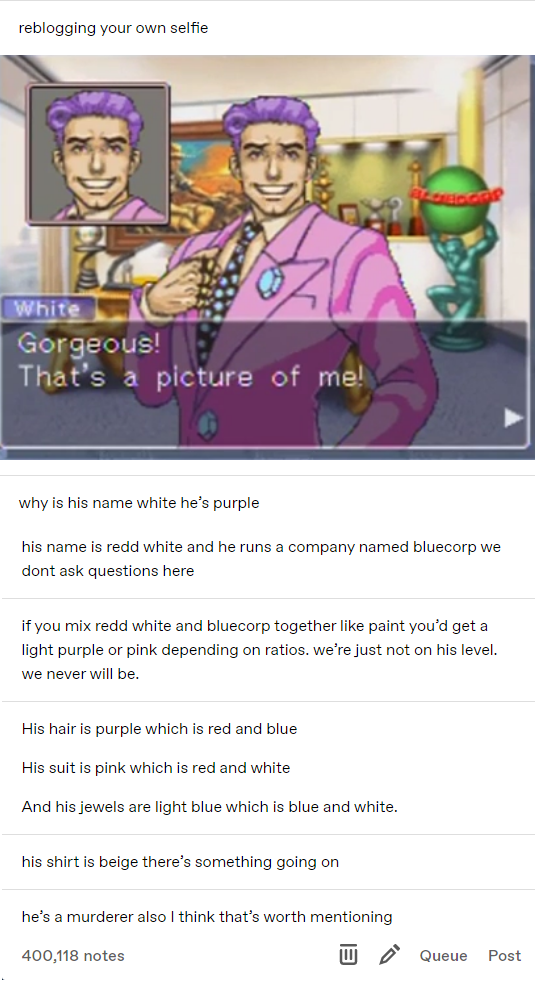 reblogging your own selfie
BLUECORP
White
Gorgeous!
That's a picture of me!
why is his name white he’s purple
his name is redd white and he runs a company named bluecorp we
dont ask questions here
if you mix redd white and bluecorp together like paint you’d get a
light purple or pink depending on ratios. we’re just not on his level.
we never will be.
His hair is purple which is red and blue
His suit is pink which is red and white
And his jewels are light blue which is blue and white.
his shirt is beige there’s something going on
he’s a murderer also I think that’s worth mentioning
400,118 notes Queue Post